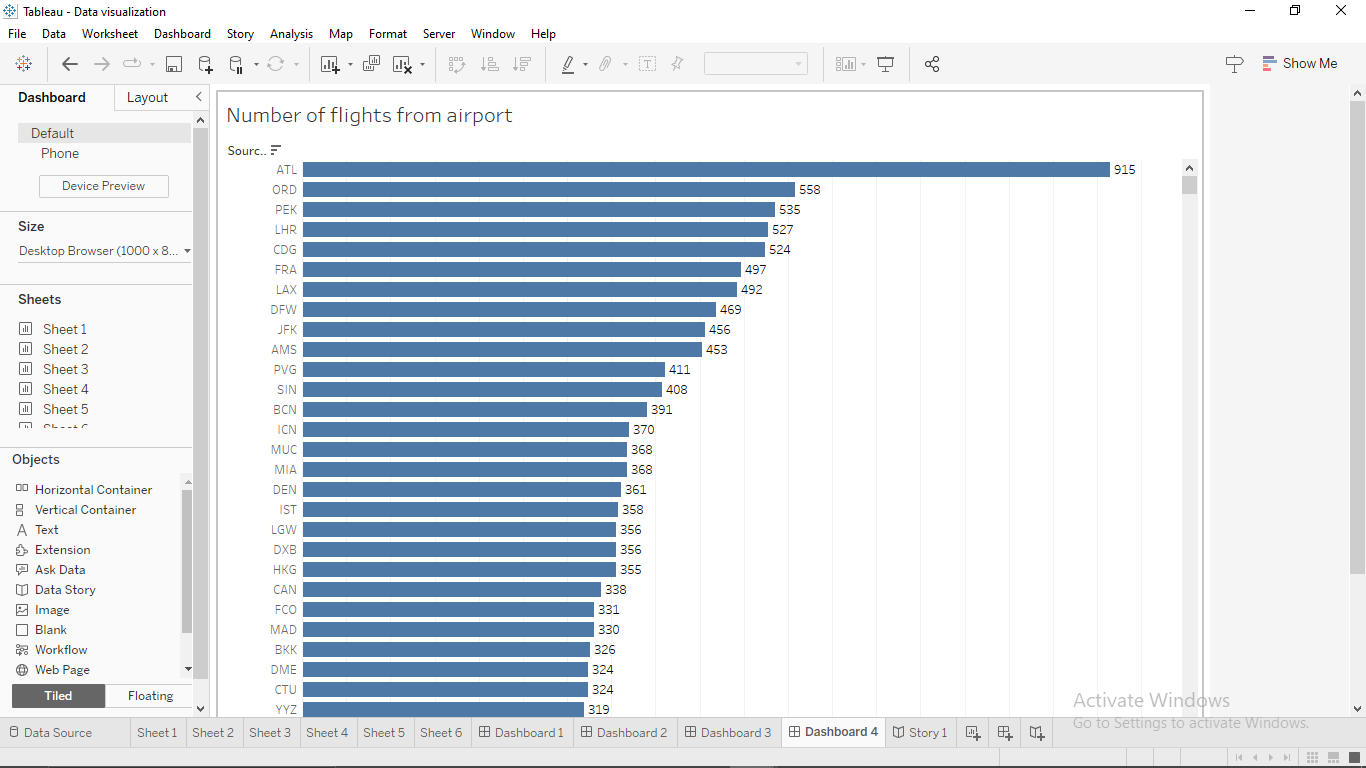 Tableau - Data visualization
File Data Worksheet Dashboard Story Analysis Map Format Server Window Help
Show Me
Dashboard Layout
Default
Phone
Device Preview
Size
Desktop Browser (1000 x 8...
Sheets
Sheet 1
Sheet 2
Sheet 3
Sheet 4
Sheet 5
Objects
Horizontal Container
Vertical Container
Text
Extension
Ask Data
Data Story
Image
Blank
Workflow
Web Page
Tiled Floating
Number of flights from airport
Sourc..
ATL 915
ORD 558
PEK 535
LHR 527
CDG 524
FRA 497
LAX 492
DFW 469
JFK 456
AMS 453
PVG 411
SIN 408
BCN 391
ICN 370
MUC 368
MIA 368
DEN 361
IST 358
LGW 356
DXB 356
HKG 355
CAN 338
FCO 331
MAD 330
BKK 326
DME 324
CTU 324
YYZ 319
Activate Windows
Go to Settings to activate Windows.
Data Source Sheet 1 Sheet 2 Sheet 3 Sheet 4 Sheet 5 Sheet 6 Dashboard 1 Dashboard 2 Dashboard 3 Dashboard 4 Story 1